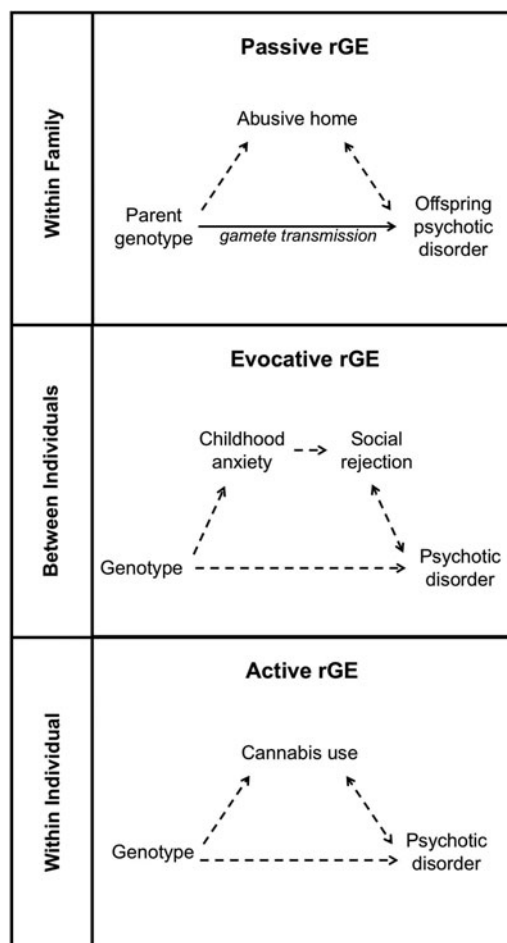 Within Family
Passive rGE
Abusive home
Parent
genotype
gamete transmission
Offspring
psychotic
disorder
Between Individuals
Evocative rGE
Childhood
anxiety
Social
rejection
Genotype
Psychotic
disorder
Within Individual
Active rGE
Cannabis use
Genotype
Psychotic
disorder